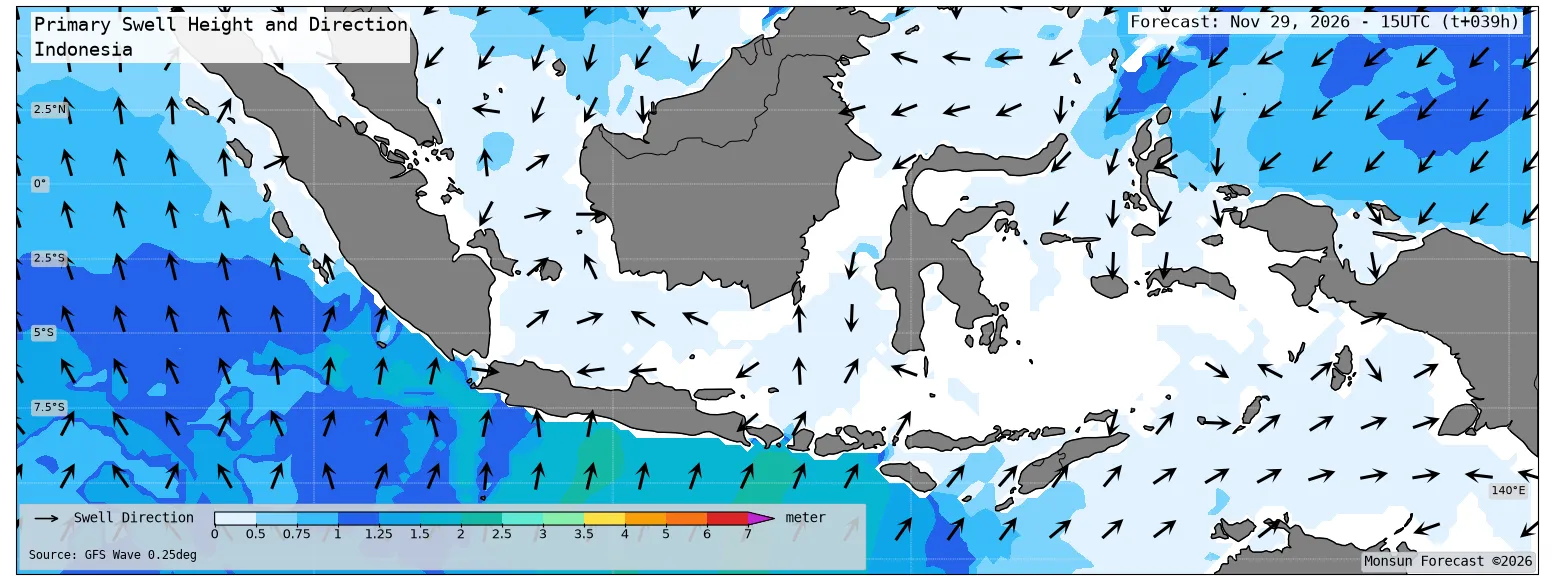 Primary Swell Height and Direction
Indonesia
Forecast: Nov 29, 2026 - 15UTC (t+039h)
2.5°N
0°
2.5°S
5°S
7.5°S
140°E
Swell Direction
0 0.5 0.75 1 1.25 1.5 2 2.5 3 3.5 4 5 6 7
meter
Source: GFS Wave 0.25deg
Monsun Forecast ©2026